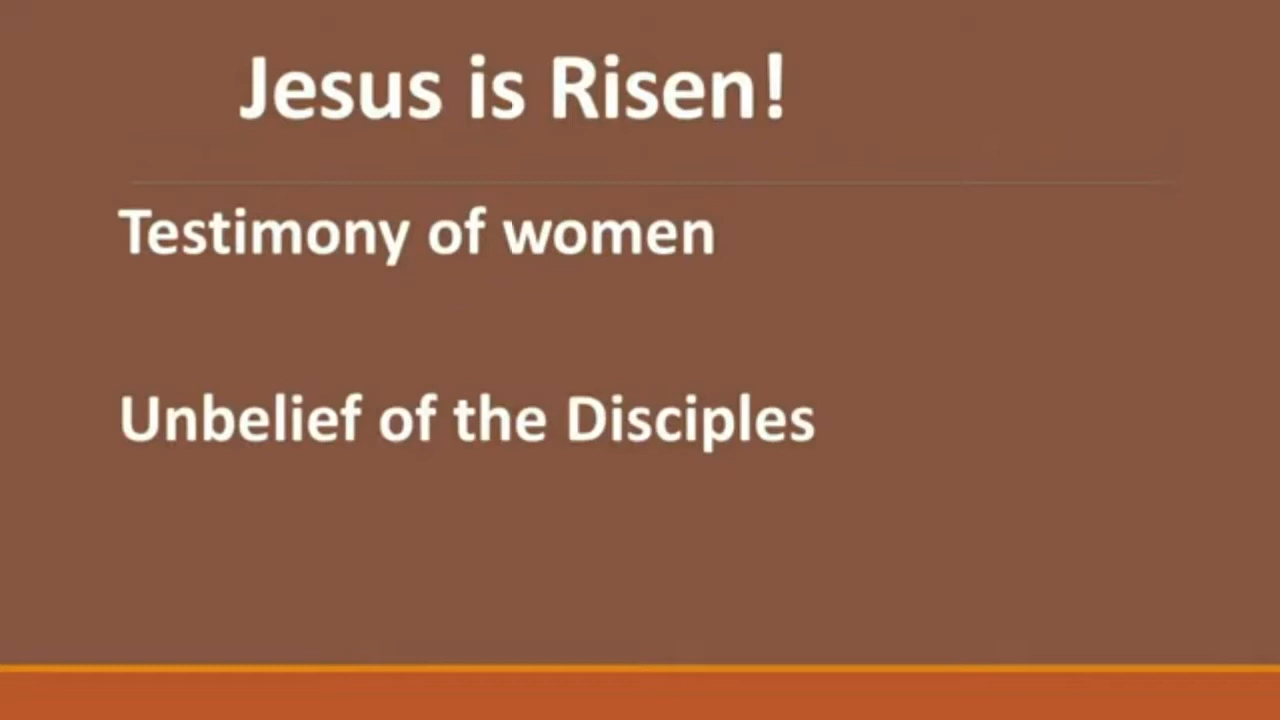 Jesus is Risen!
Testimony of women
Unbelief of the Disciples